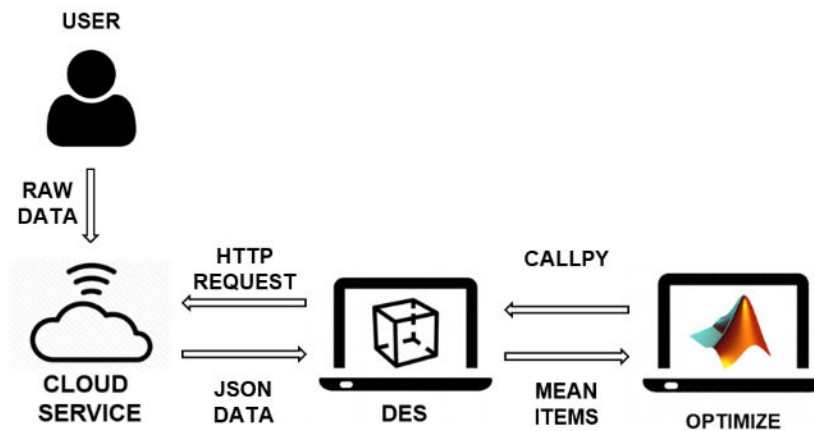 USER
RAW
DATA
HTTP
REQUEST
CALLPY
CLOUD
SERVICE
JSON
DATA
DES
MEAN
ITEMS
OPTIMIZE